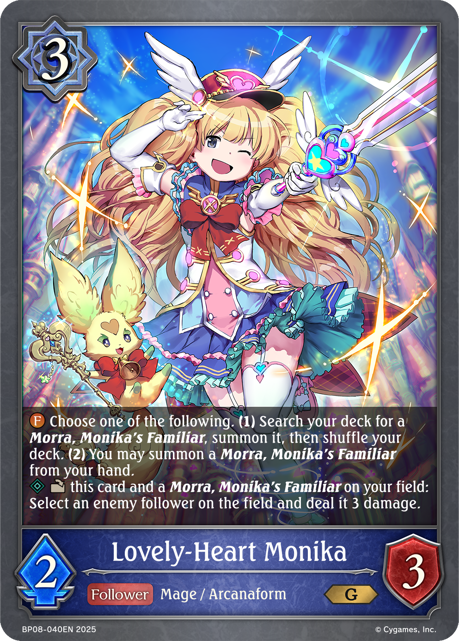 3
F Choose one of the following. (1) Search your deck for a
Morra, Monika's Familiar, summon it, then shuffle your
deck. (2) You may summon a Morra, Monika's Familiar
from your hand.
this card and a Morra, Monika's Familiar on your field:
Select an enemy follower on the field and deal it 3 damage.
Lovely-Heart Monika
2
Follower Mage / Arcanaform G
3
BP08-040EN 2025 © Cygames, Inc.